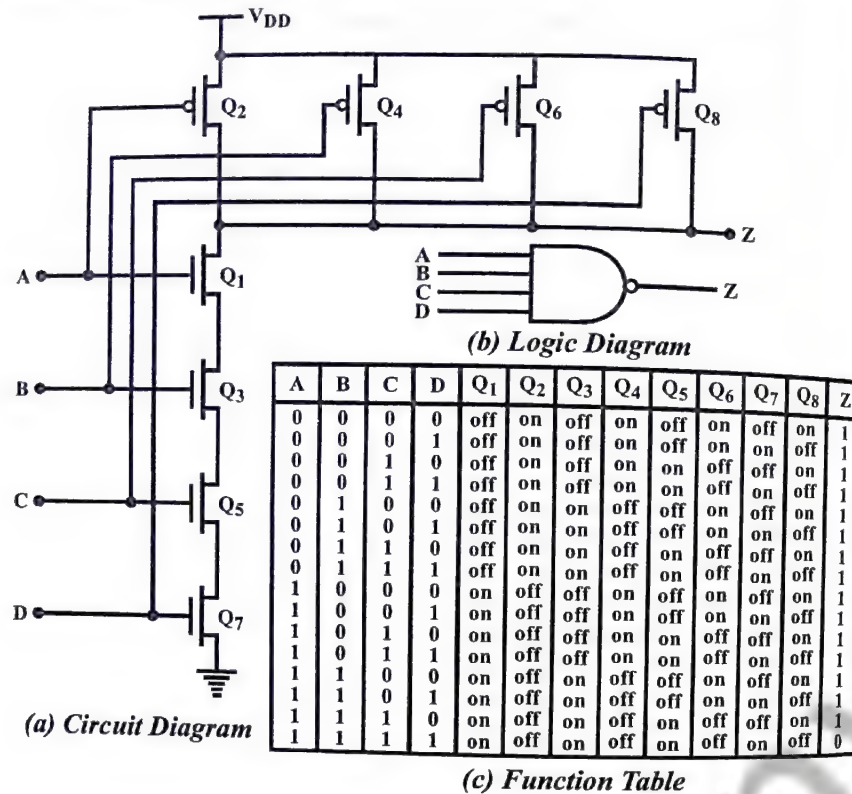 V_DD
Q2
Q4
Q6
Q8
Z
A
Q1
A
B
C
D
Z
(b) Logic Diagram
B
Q3
C
Q5
D
Q7
(a) Circuit Diagram
A B C D Q1 Q2 Q3 Q4 Q5 Q6 Q7 Q8 Z
0 0 0 0 off on off on off on off on 1
0 0 0 1 off on off on off on on off 1
0 0 1 0 off on off on on off off on 1
0 0 1 1 off on off on on off on off 1
0 1 0 0 off on on off off on off on 1
0 1 0 1 off on on off off on on off 1
0 1 1 0 off on on off on off off on 1
0 1 1 1 off on on off on off on off 1
1 0 0 0 on off off on off on off on 1
1 0 0 1 on off off on off on on off 1
1 0 1 0 on off off on on off off on 1
1 0 1 1 on off off on on off on off 1
1 1 0 0 on off on off off on off on 1
1 1 0 1 on off on off off on on off 1
1 1 1 0 on off on off on off off on 1
1 1 1 1 on off on off on off on off 0
(c) Function Table